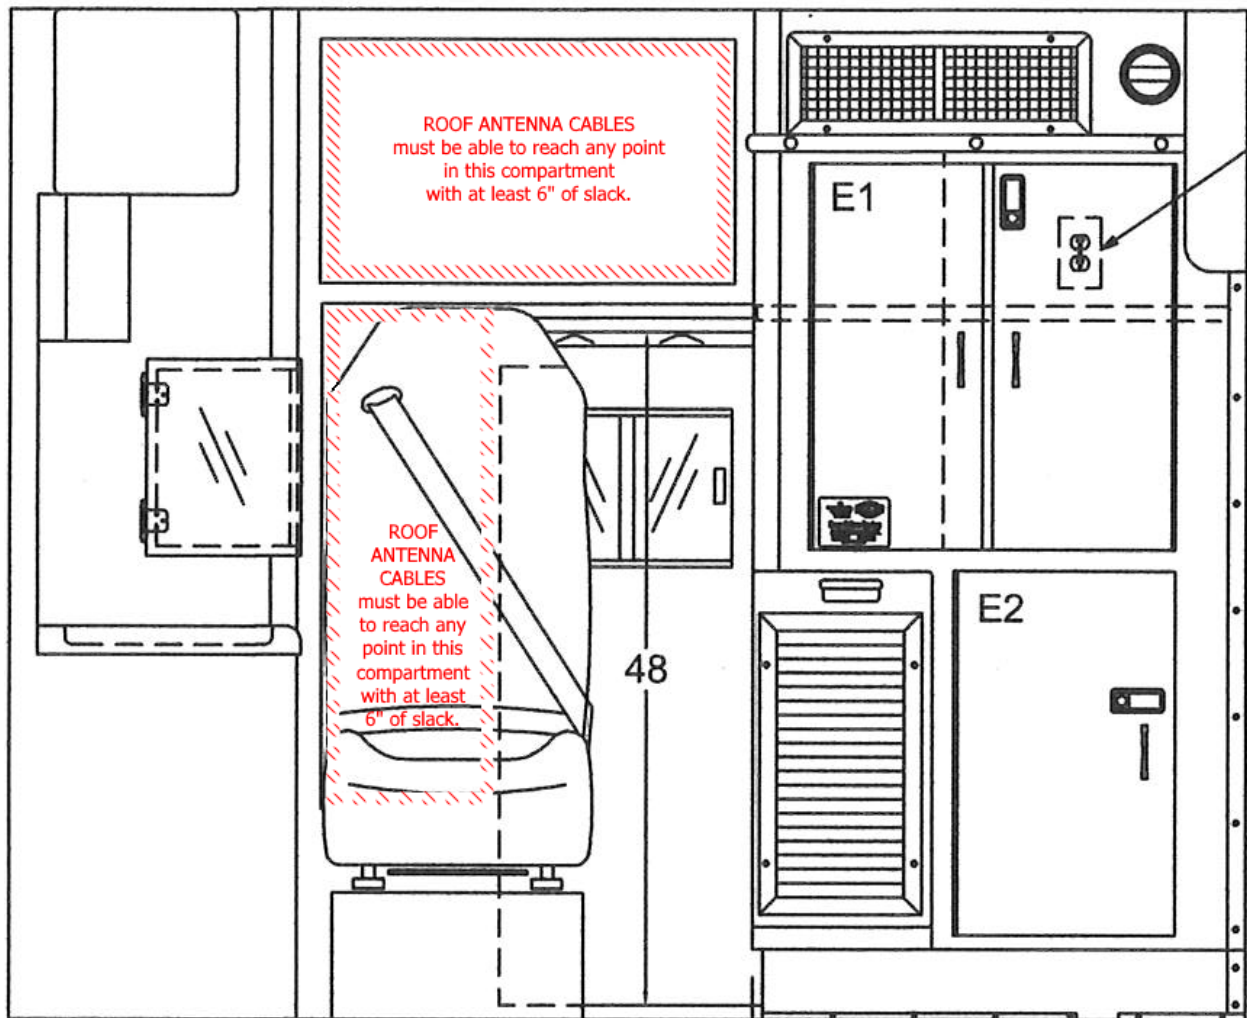 ROOF ANTENNA CABLES
must be able to reach any point
in this compartment
with at least 6" of slack.
E1
ROOF
ANTENNA
CABLES
must be able
to reach any
point in this
compartment
with at least
6" of slack.
48
E2